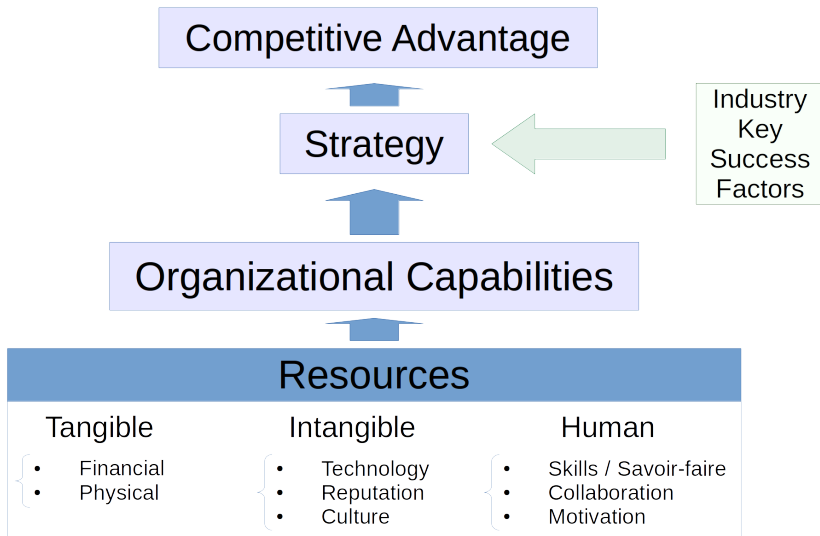 Competitive Advantage
Strategy
Industry
Key
Success
Factors
Organizational Capabilities
Resources
Tangible
• Financial
• Physical
Intangible
• Technology
• Reputation
• Culture
Human
• Skills / Savoir-faire
• Collaboration
• Motivation